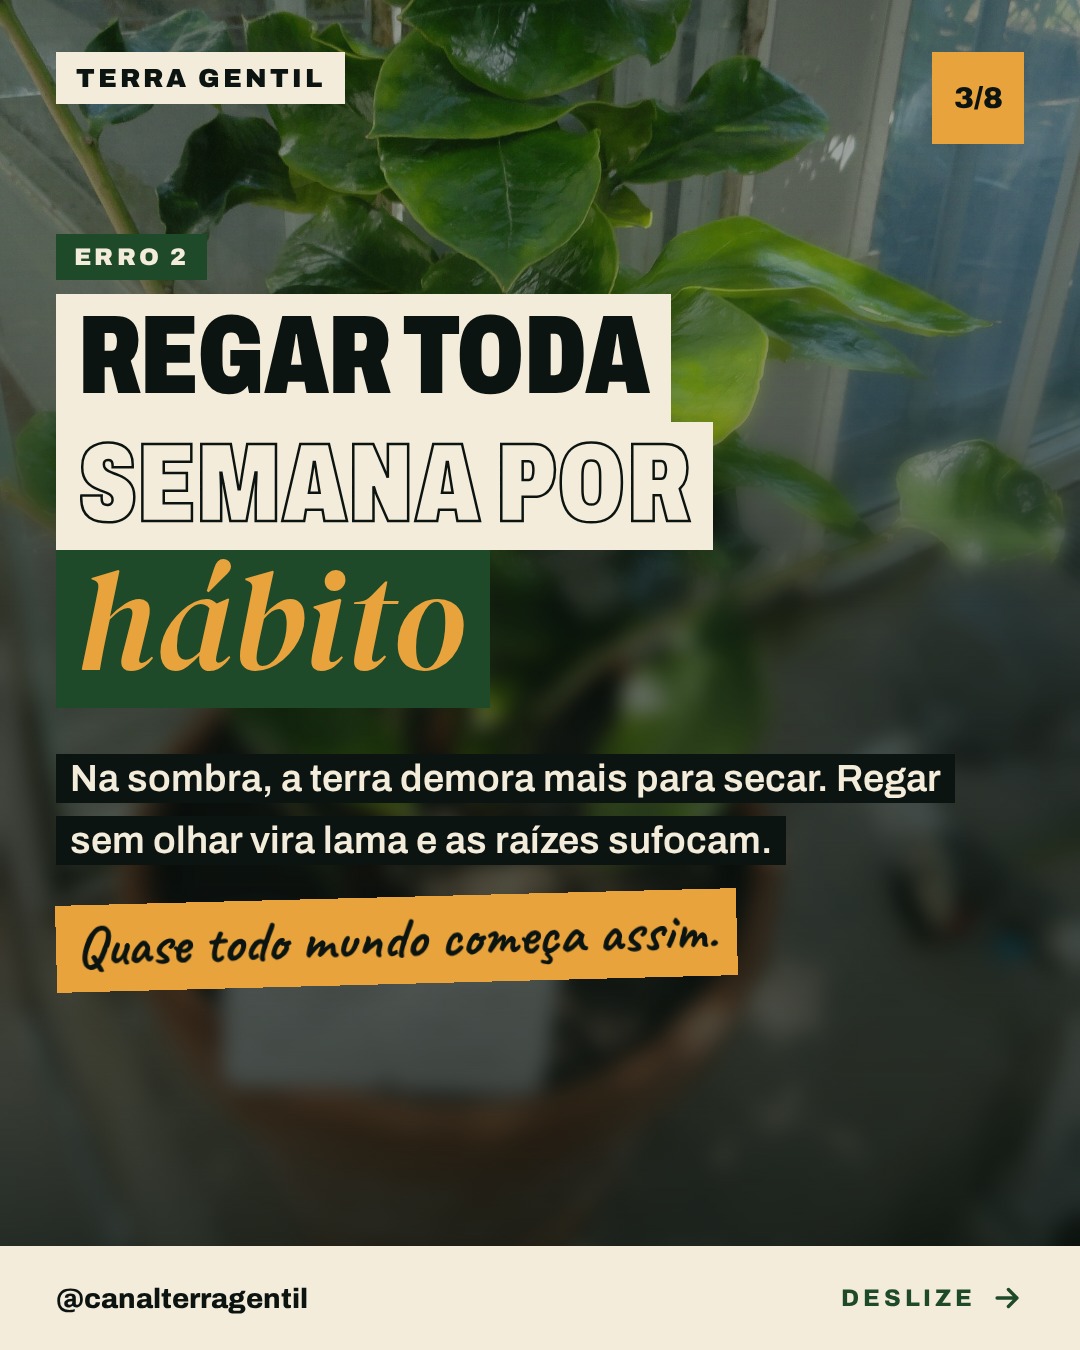 TERRA GENTIL
3/8
ERRO 2
REGAR TODA
SEMANA POR
hábito
Na sombra, a terra demora mais para secar. Regar
sem olhar vira lama e as raízes sufocam.
Quase todo mundo começa assim.
@canalterragentil
DESLIZE →